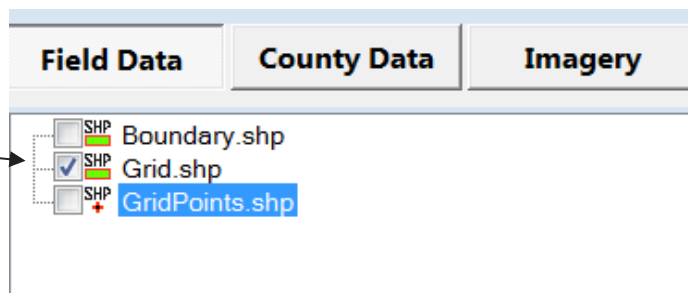 Field Data County Data Imagery
SHP Boundary.shp
SHP Grid.shp
SHP GridPoints.shp